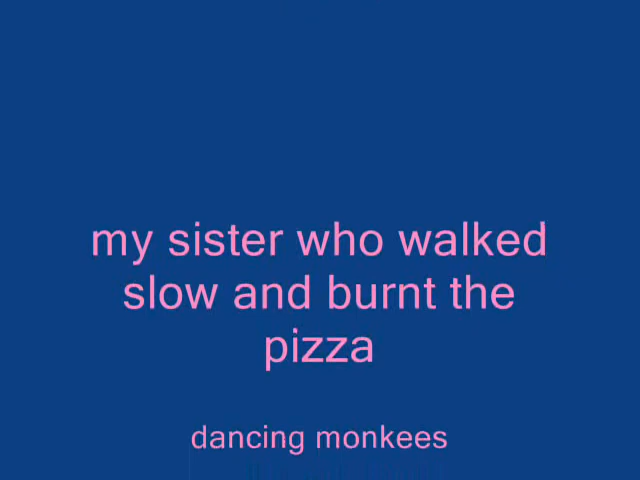 my sister who walked
slow and burnt the
pizza
dancing monkees